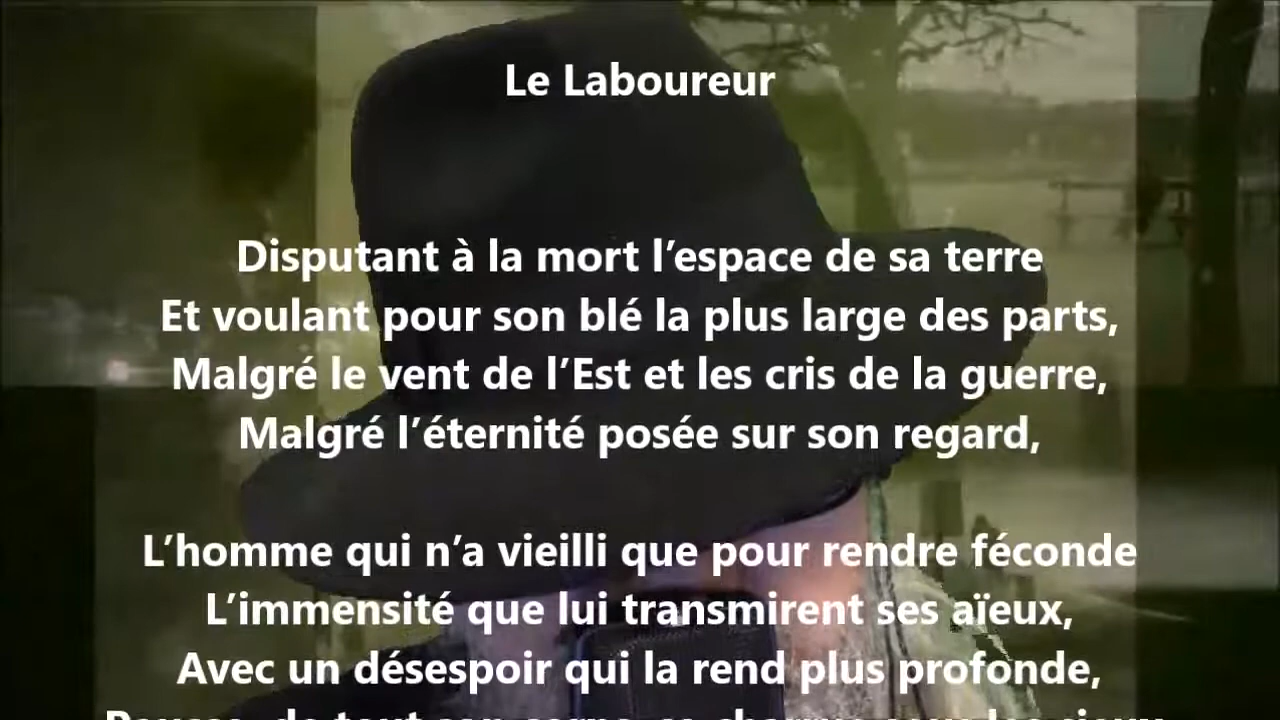 Le Laboureur
Disputant à la mort l’espace de sa terre
Et voulant pour son blé la plus large des parts,
Malgré le vent de l’Est et les cris de la guerre,
Malgré l’éternité posée sur son regard,
L’homme qui n’a vieilli que pour rendre féconde
L’immensité que lui transmirent ses aïeux,
Avec un désespoir qui la rend plus profonde,